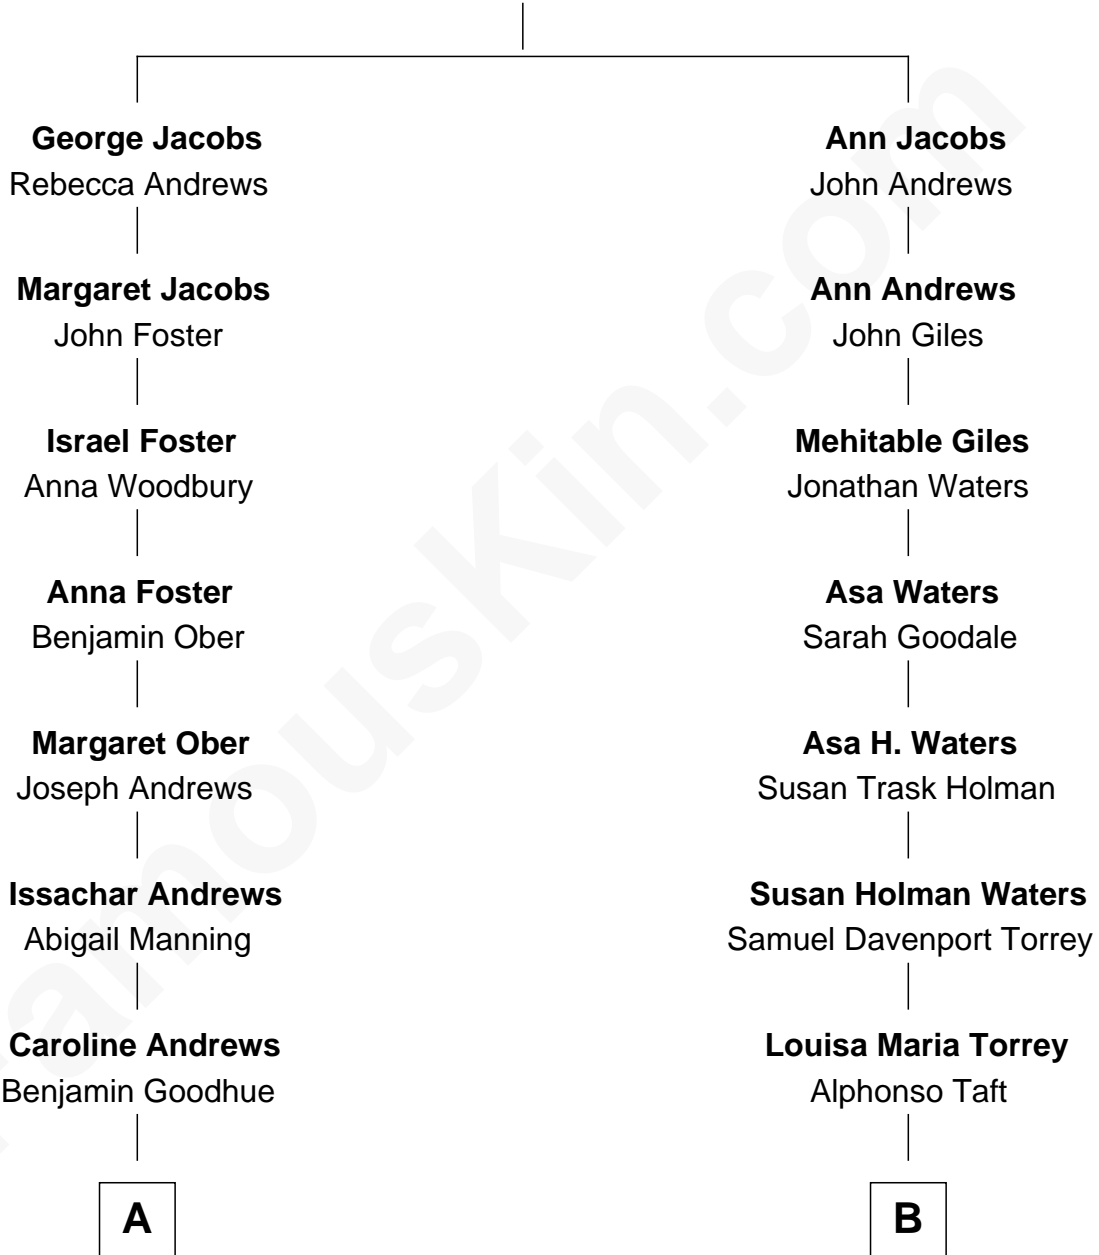 George Jacobs
Rebecca Andrews
Ann Jacobs
John Andrews
Margaret Jacobs
John Foster
Ann Andrews
John Giles
Israel Foster
Anna Woodbury
Mehitable Giles
Jonathan Waters
Anna Foster
Benjamin Ober
Asa Waters
Sarah Goodale
Margaret Ober
Joseph Andrews
Asa H. Waters
Susan Trask Holman
Issachar Andrews
Abigail Manning
Susan Holman Waters
Samuel Davenport Torrey
Caroline Andrews
Benjamin Goodhue
Louisa Maria Torrey
Alphonso Taft
A
B
FamousKin.com